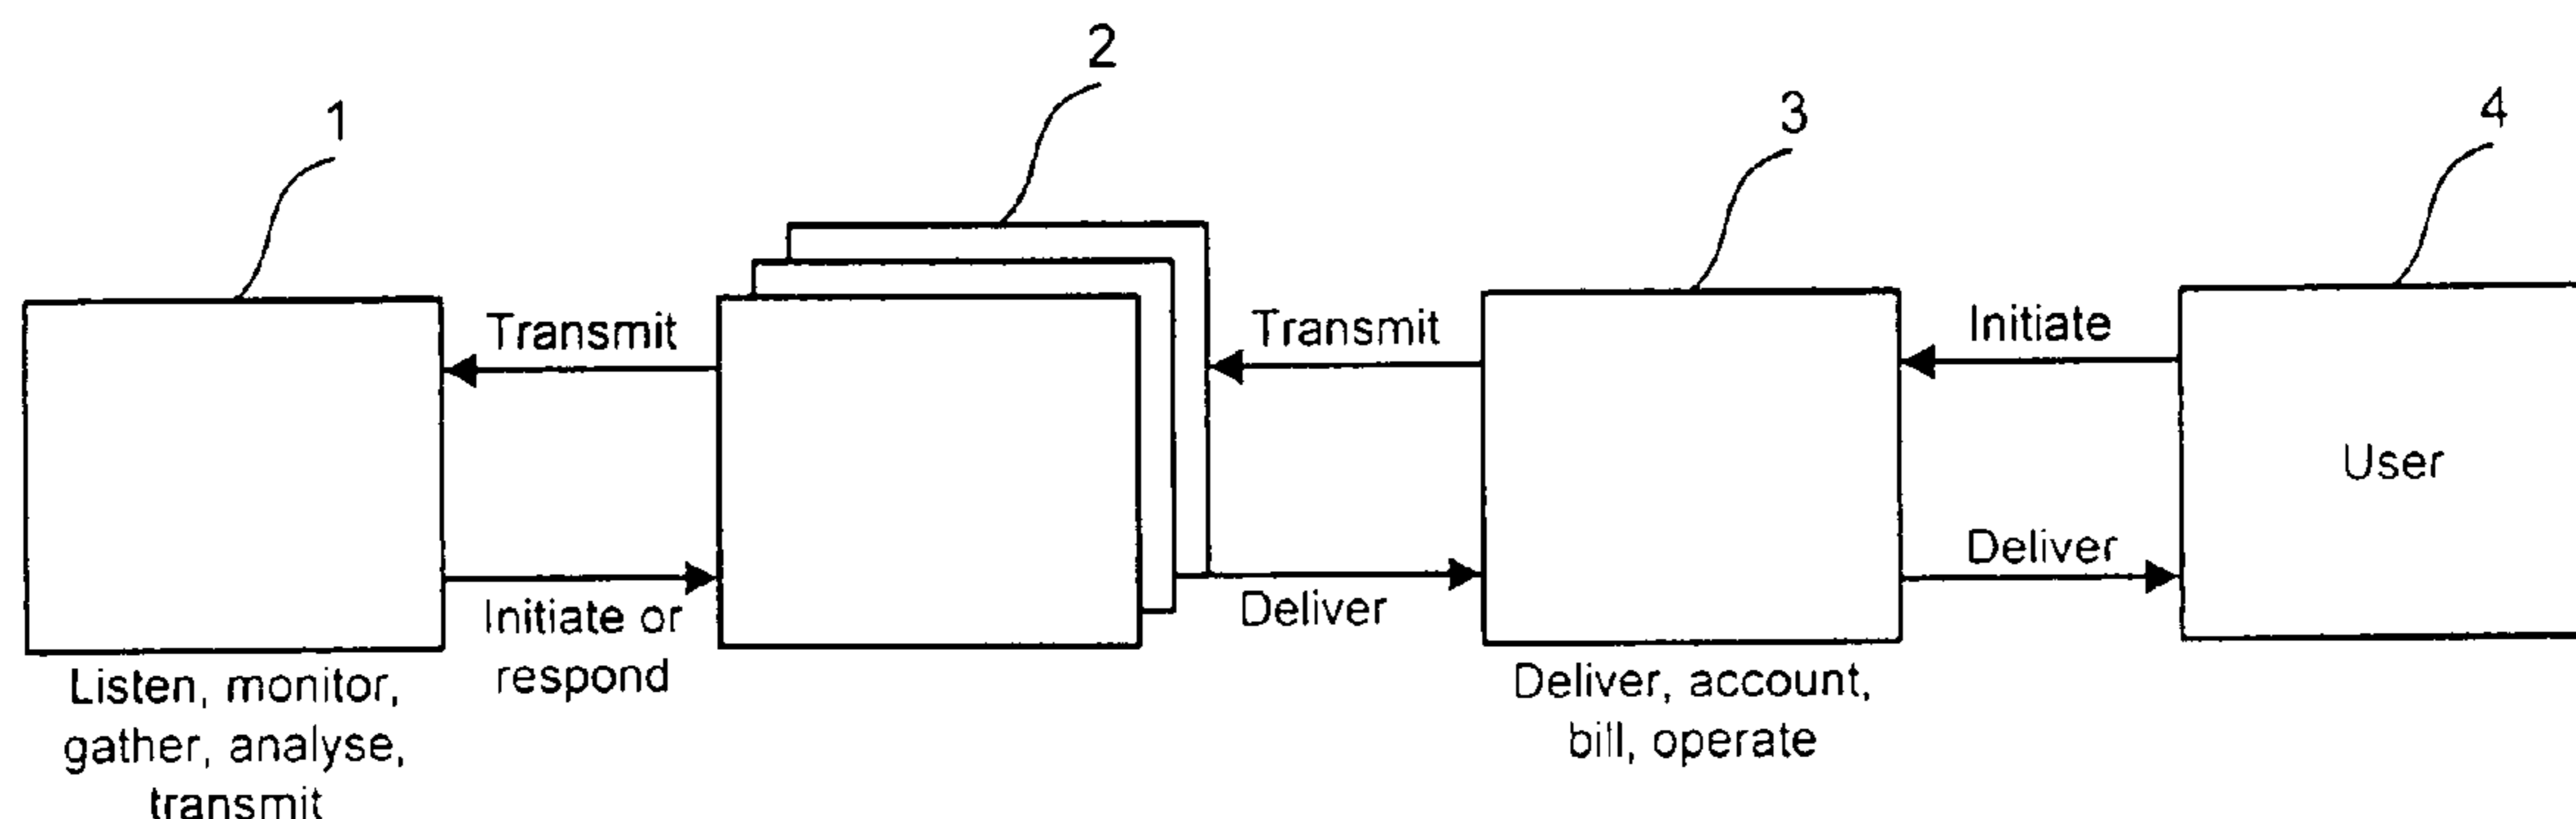 2
1
3
4
Transmit
Transmit
Initiate
User
Initiate or
respond
Deliver
Deliver
Listen, monitor,
gather, analyse,
transmit
Deliver, account,
bill, operate